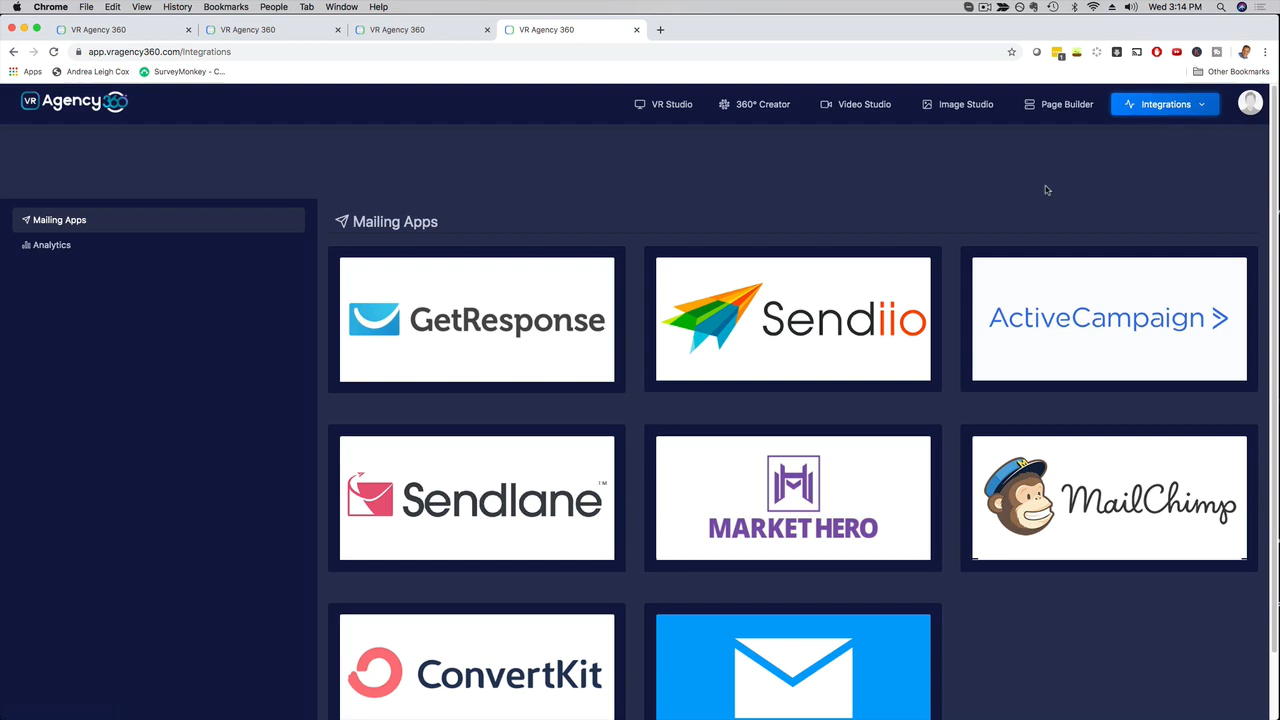 Chrome File Edit View History Bookmarks People Tab Window Help Wed 3:14 PM
VR Agency 360 VR Agency 360 VR Agency 360 VR Agency 360
app.vragency360.com/Integrations
Apps Andrea Leigh Cox SurveyMonkey - C... Other Bookmarks
VR Agency360 VR Studio 360° Creator Video Studio Image Studio Page Builder Integrations
Mailing Apps
Analytics
Mailing Apps
GetResponse Sendiio ActiveCampaign >
Sendlane™ MARKET HERO MailChimp
ConvertKit